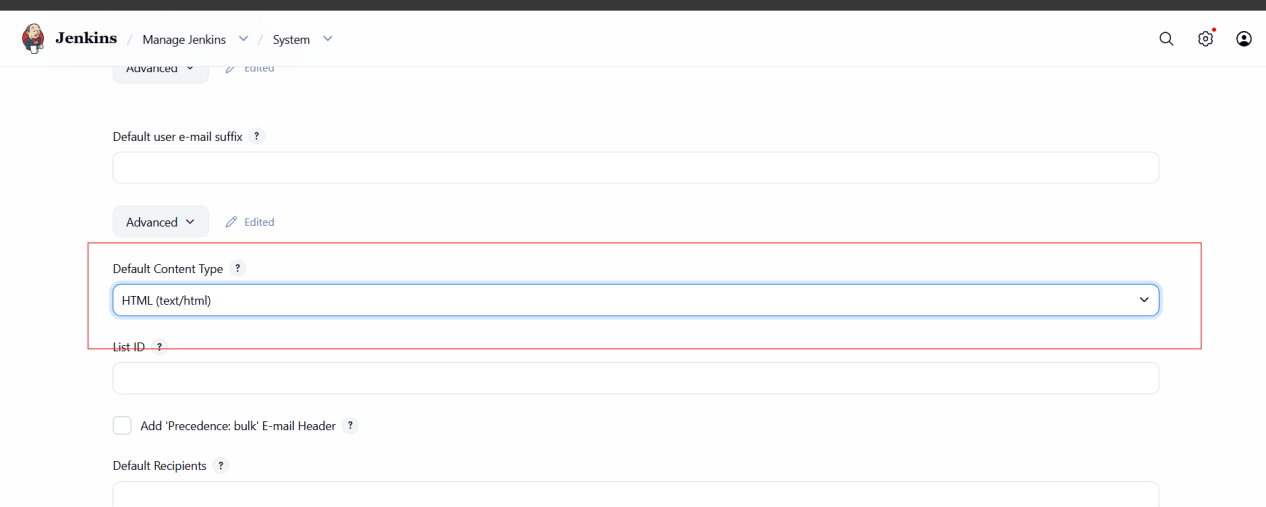 Jenkins / Manage Jenkins / System
Advanced Edited
Default user e-mail suffix ?
Advanced Edited
Default Content Type ?
HTML (text/html)
List ID ?
Add 'Precedence: bulk' E-mail Header ?
Default Recipients ?